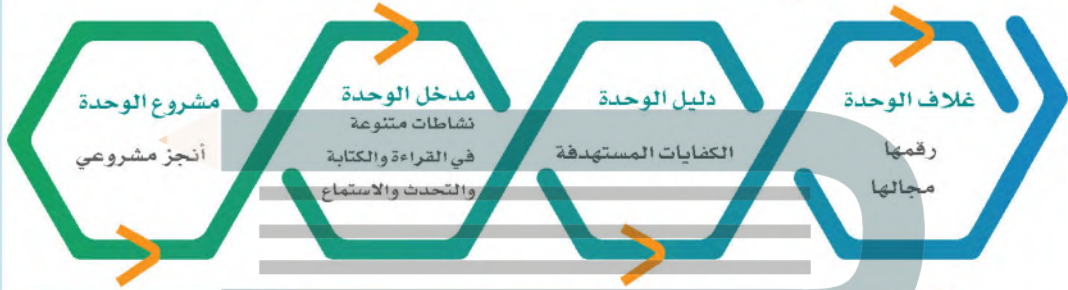 غلاف الوحدة
رقمها
مجالها
دليل الوحدة
الكفايات المستهدفة
مدخل الوحدة
نشاطات متنوعة
في القراءة والكتابة
والتحدث والاستماع
مشروع الوحدة
أنجز مشروعي